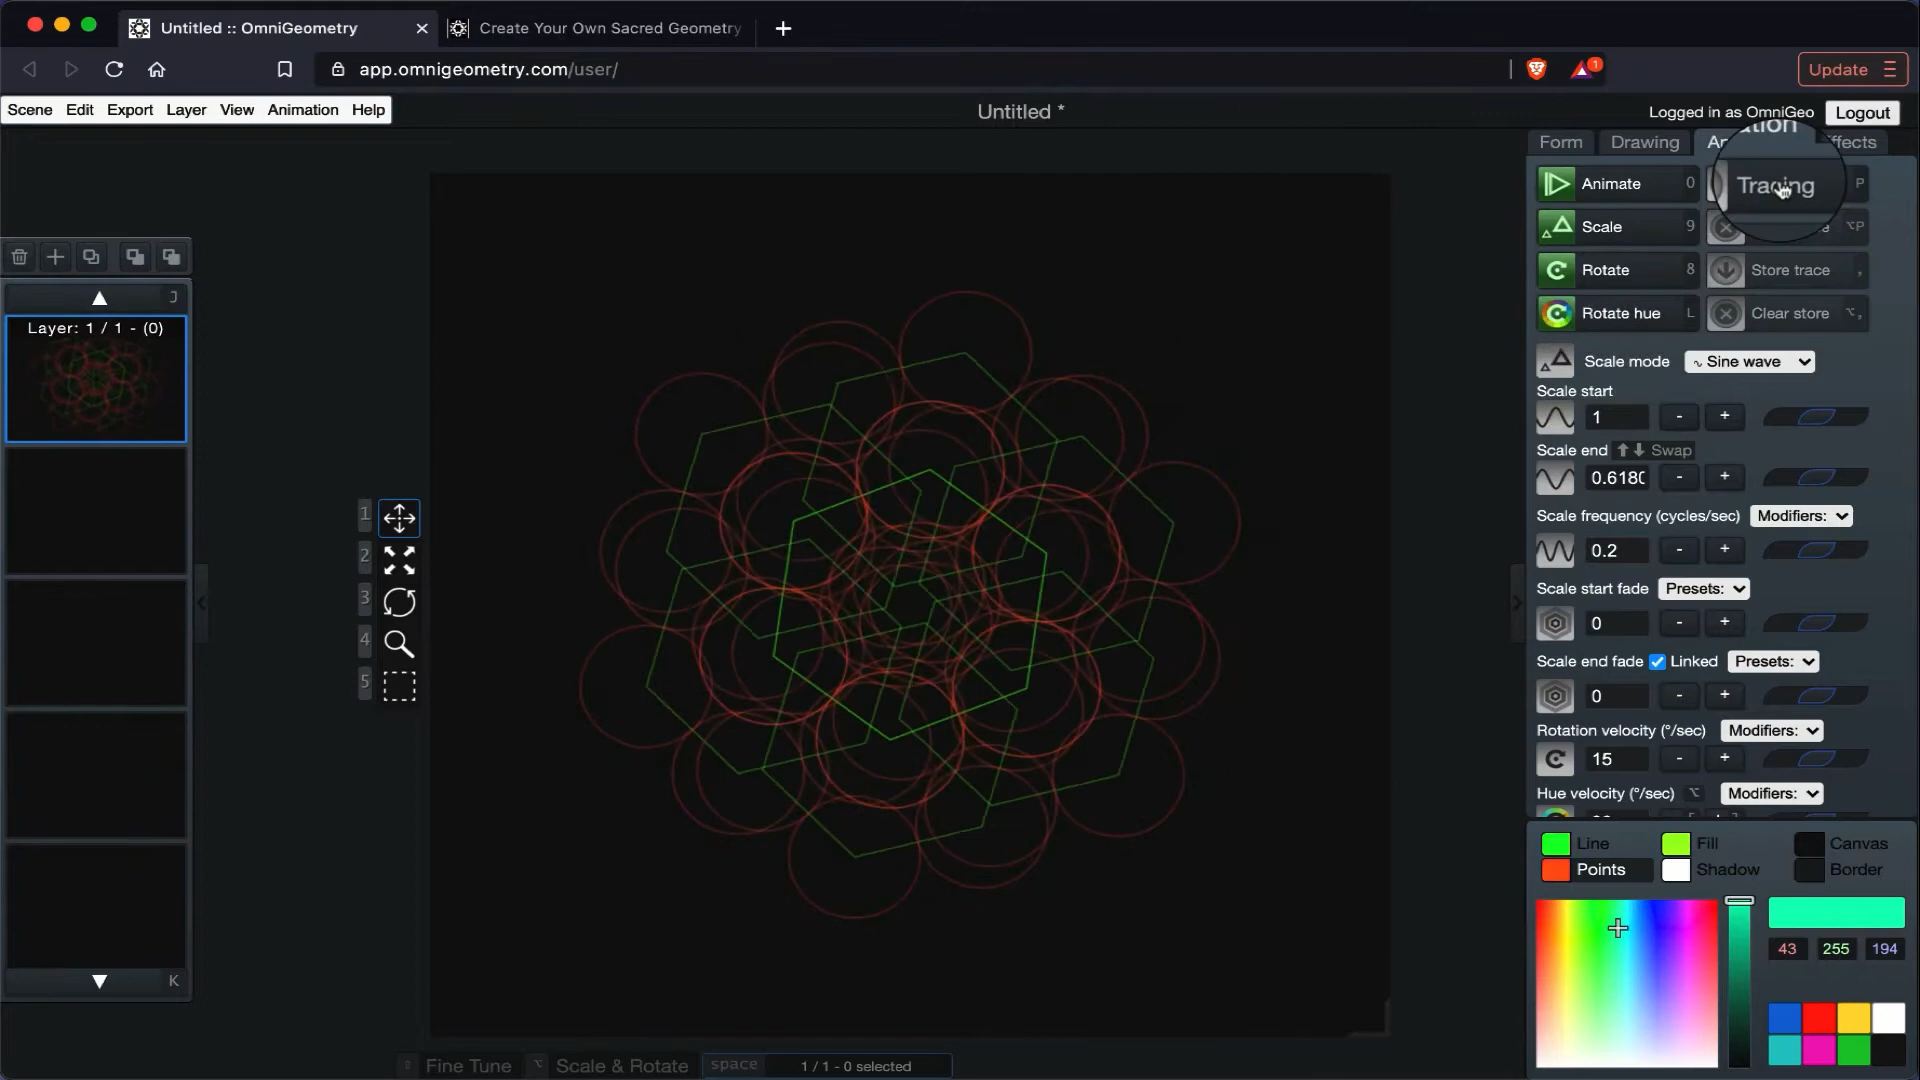 Untitled :: OmniGeometry
Create Your Own Sacred Geometry
app.omnigeometry.com/user/
1
Update
Scene Edit Export Layer View Animation Help
Untitled *
Logged in as OmniGeo
Logout
Form Drawing
Animate 0
Tracing P
Scale 9
⌥P
Rotate 8
Store trace ,
Rotate hue L
Clear store ⌥,
Scale mode
Sine wave
Scale start
1 - +
Scale end Swap
0.6180 - +
Scale frequency (cycles/sec) Modifiers:
0.2 - +
Scale start fade Presets:
0 - +
Scale end fade Linked Presets:
0 - +
Rotation velocity (°/sec) Modifiers:
15 - +
Hue velocity (°/sec) ⌥ Modifiers:
Line Fill Canvas
Points Shadow Border
43 255 194
J
Layer: 1 / 1 - (0)
K
1
2
3
4
5
⇧ Fine Tune ⌥ Scale & Rotate space 1 / 1 - 0 selected